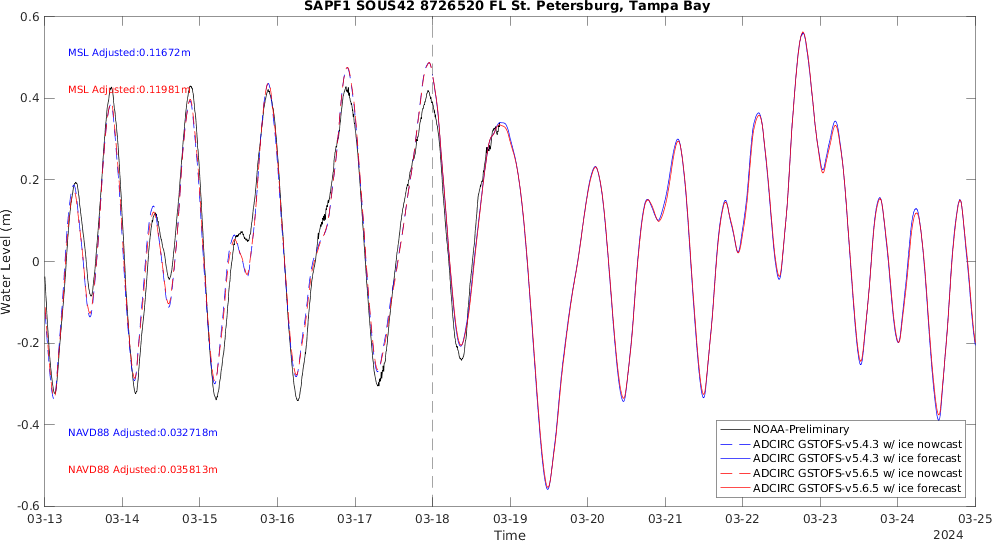 SAPF1 SOUS42 8726520 FL St. Petersburg, Tampa Bay
0.6
0.4
0.2
0
-0.2
-0.4
-0.6
Water Level (m)
MSL Adjusted:0.11672m
MSL Adjusted:0.11981m
NAVD88 Adjusted:0.032718m
NAVD88 Adjusted:0.035813m
NOAA-Preliminary
ADCIRC GSTOFS-v5.4.3 w/ ice nowcast
ADCIRC GSTOFS-v5.4.3 w/ ice forecast
ADCIRC GSTOFS-v5.6.5 w/ ice nowcast
ADCIRC GSTOFS-v5.6.5 w/ ice forecast
03-13 03-14 03-15 03-16 03-17 03-18 03-19 03-20 03-21 03-22 03-23 03-24 03-25
Time
2024